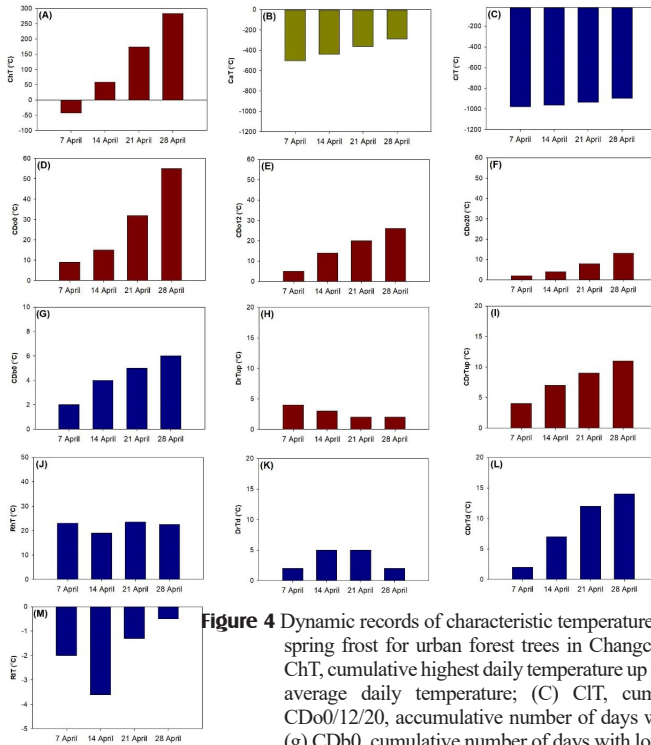 (A)
ChT (°C)
300
250
200
150
100
50
0
-50
-100
7 April 14 April 21 April 28 April
(B)
CaT (°C)
0
-200
-400
-600
-800
-1000
-1200
7 April 14 April 21 April 28 April
(C)
ClT (°C)
-200
-400
-600
-800
-1000
-1200
7 April 14 April 21 April 28 April
(D)
CDo0 (°C)
60
50
40
30
20
10
0
7 April 14 April 21 April 28 April
(E)
CDo12 (°C)
60
50
40
30
20
10
0
7 April 14 April 21 April 28 April
(F)
CDo20 (°C)
60
50
40
30
20
10
0
7 April 14 April 21 April 28 April
(G)
CDb0 (°C)
10
8
6
4
2
0
7 April 14 April 21 April 28 April
(H)
DrTup (°C)
20
15
10
5
0
7 April 14 April 21 April 28 April
(I)
CDrTup (°C)
20
15
10
5
0
7 April 14 April 21 April 28 April
(J)
RhT (°C)
50
40
30
20
10
0
7 April 14 April 21 April 28 April
(K)
DrTd (°C)
20
15
10
5
0
7 April 14 April 21 April 28 April
(L)
CDrTd (°C)
20
15
10
5
0
7 April 14 April 21 April 28 April
(M)
RlT (°C)
0
-1
-2
-3
-4
-5
7 April 14 April 21 April 28 April
Figure 4 Dynamic records of characteristic temperature
spring frost for urban forest trees in Changc
ChT, cumulative highest daily temperature up
average daily temperature; (C) ClT, cum
CDo0/12/20, accumulative number of days w
(g) CDb0, cumulative number of days with lo